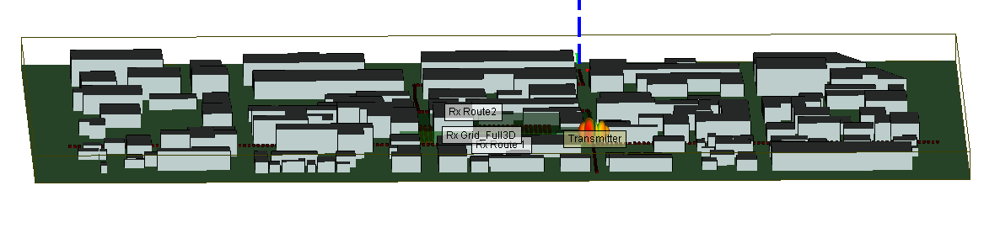 Rx Route2
Rx Grid_Full3D
Rx Route 1
Transmitter